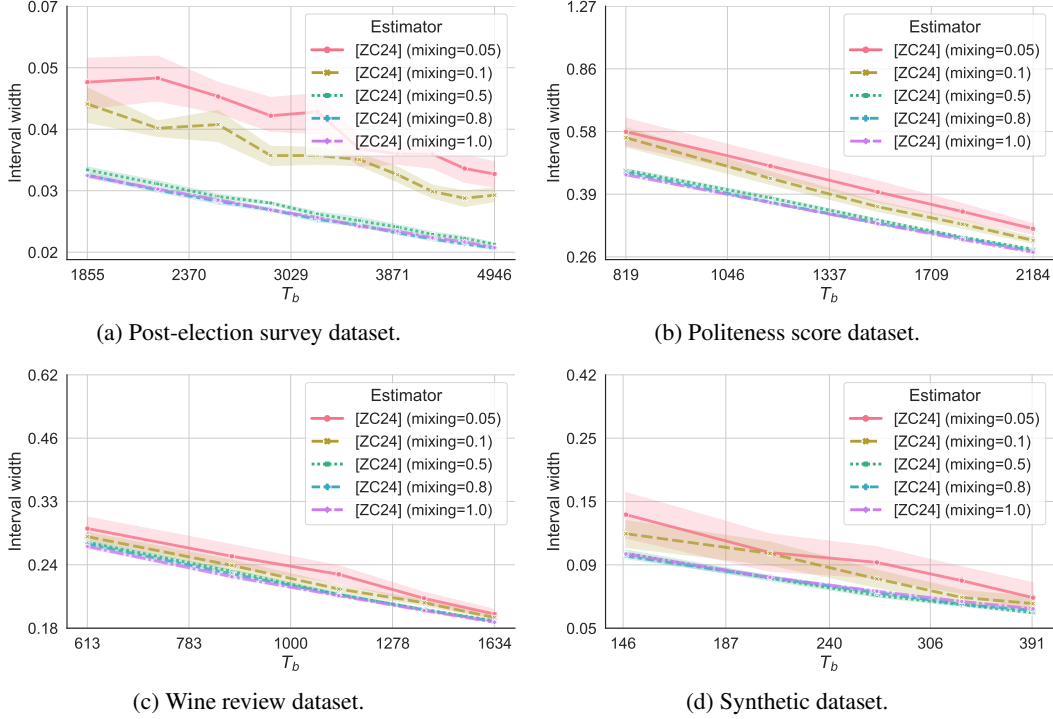 0.07
0.05
0.04
0.03
0.02
Interval width
1855
2370
3029
3871
4946
T_b
Estimator
[ZC24] (mixing=0.05)
[ZC24] (mixing=0.1)
[ZC24] (mixing=0.5)
[ZC24] (mixing=0.8)
[ZC24] (mixing=1.0)
(a) Post-election survey dataset.
1.27
0.86
0.58
0.39
0.26
Interval width
819
1046
1337
1709
2184
T_b
Estimator
[ZC24] (mixing=0.05)
[ZC24] (mixing=0.1)
[ZC24] (mixing=0.5)
[ZC24] (mixing=0.8)
[ZC24] (mixing=1.0)
(b) Politeness score dataset.
0.62
0.46
0.33
0.24
0.18
Interval width
613
783
1000
1278
1634
T_b
Estimator
[ZC24] (mixing=0.05)
[ZC24] (mixing=0.1)
[ZC24] (mixing=0.5)
[ZC24] (mixing=0.8)
[ZC24] (mixing=1.0)
(c) Wine review dataset.
0.42
0.25
0.15
0.09
0.05
Interval width
146
187
240
306
391
T_b
Estimator
[ZC24] (mixing=0.05)
[ZC24] (mixing=0.1)
[ZC24] (mixing=0.5)
[ZC24] (mixing=0.8)
[ZC24] (mixing=1.0)
(d) Synthetic dataset.